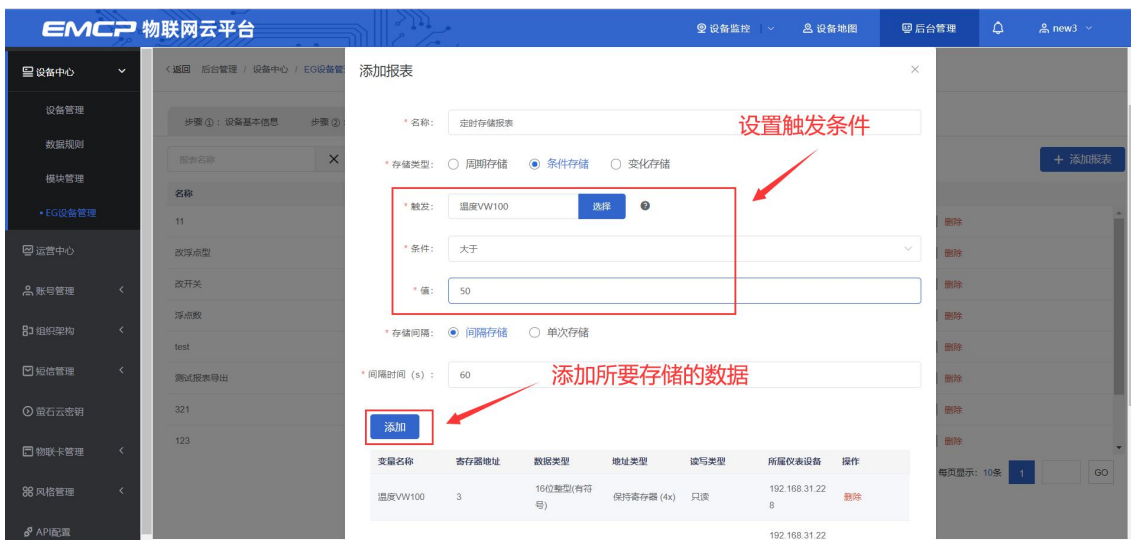 EMCP 物联网云平台
设备监控
设备地图
后台管理
new3
设备中心
设备管理
数据规则
模块管理
EG设备管理
运营中心
账号管理
组织架构
短信管理
萤石云密钥
物联卡管理
风格管理
API配置
返回 后台管理 / 设备中心 / EG设备管
步骤①：设备基本信息 步骤②：
报表名称
+ 添加报表
名称
11
删除
改浮点型
删除
改开关
删除
浮点数
删除
test
删除
测试报表导出
删除
321
删除
123
删除
每页显示：10条 1 GO
添加报表
* 名称： 定时存储报表
设置触发条件
* 存储类型： 周期存储 条件存储 变化存储
* 触发： 温度VW100 选择
* 条件： 大于
* 值： 50
* 存储间隔： 间隔存储 单次存储
* 间隔时间（s）： 60
添加所要存储的数据
添加
变量名称 寄存器地址 数据类型 地址类型 读写类型 所属仪表设备 操作
温度VW100 3 16位整型(有符号) 保持寄存器 (4x) 只读 192.168.31.228 删除
192.168.31.22